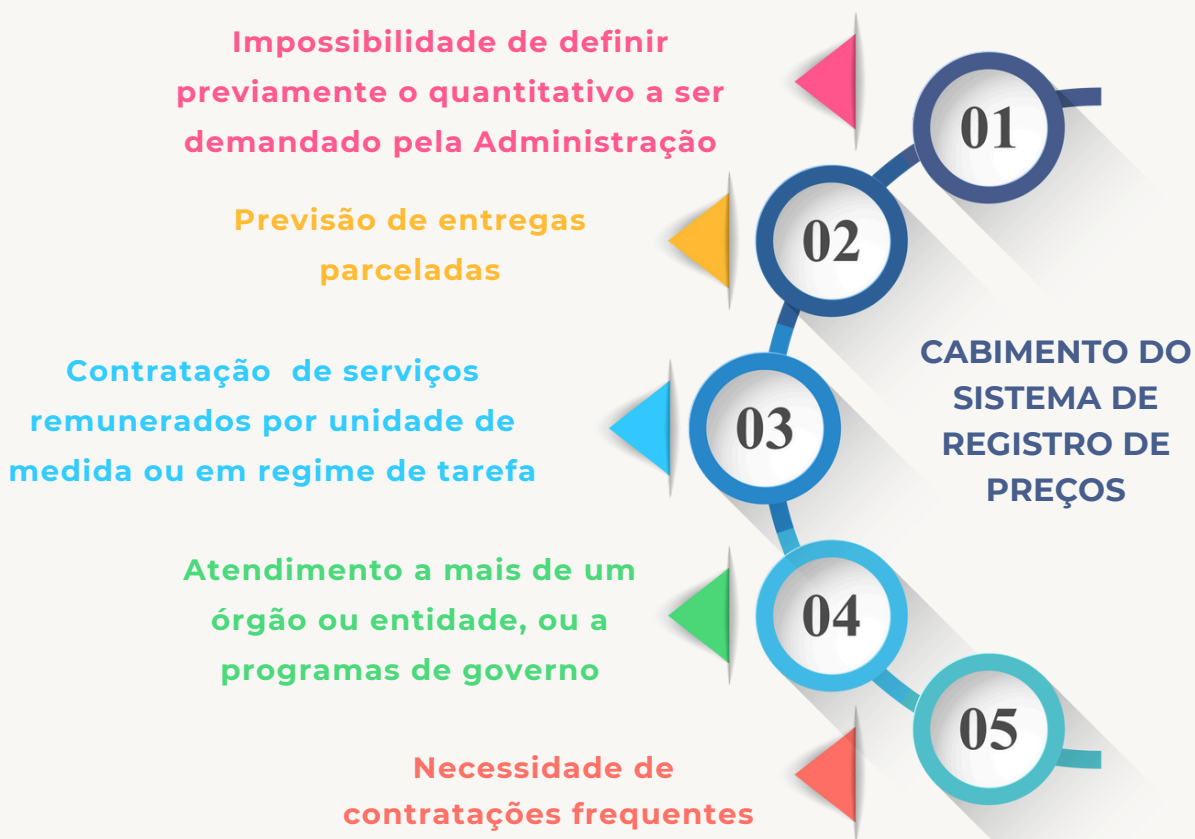 Impossibilidade de definir
previamente o quantitativo a ser
demandado pela Administração
01
Previsão de entregas
parceladas
02
Contratação de serviços
remunerados por unidade de
medida ou em regime de tarefa
03
CABIMENTO DO
SISTEMA DE
REGISTRO DE
PREÇOS
Atendimento a mais de um
órgão ou entidade, ou a
programas de governo
04
Necessidade de
contratações frequentes
05